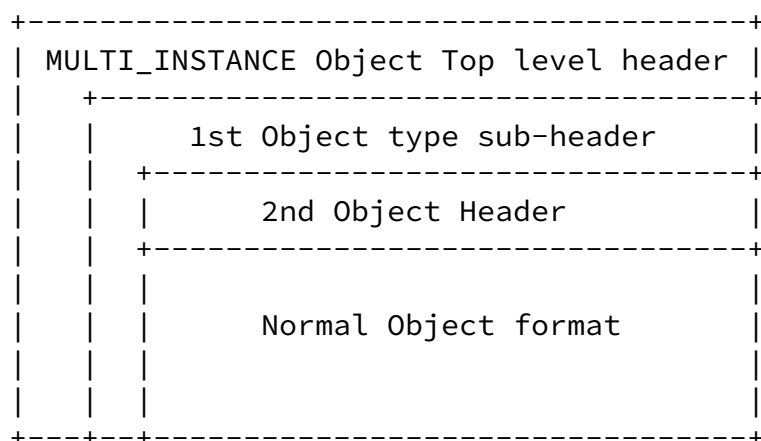 MULTI_INSTANCE Object Top level header
1st Object type sub-header
2nd Object Header
Normal Object format